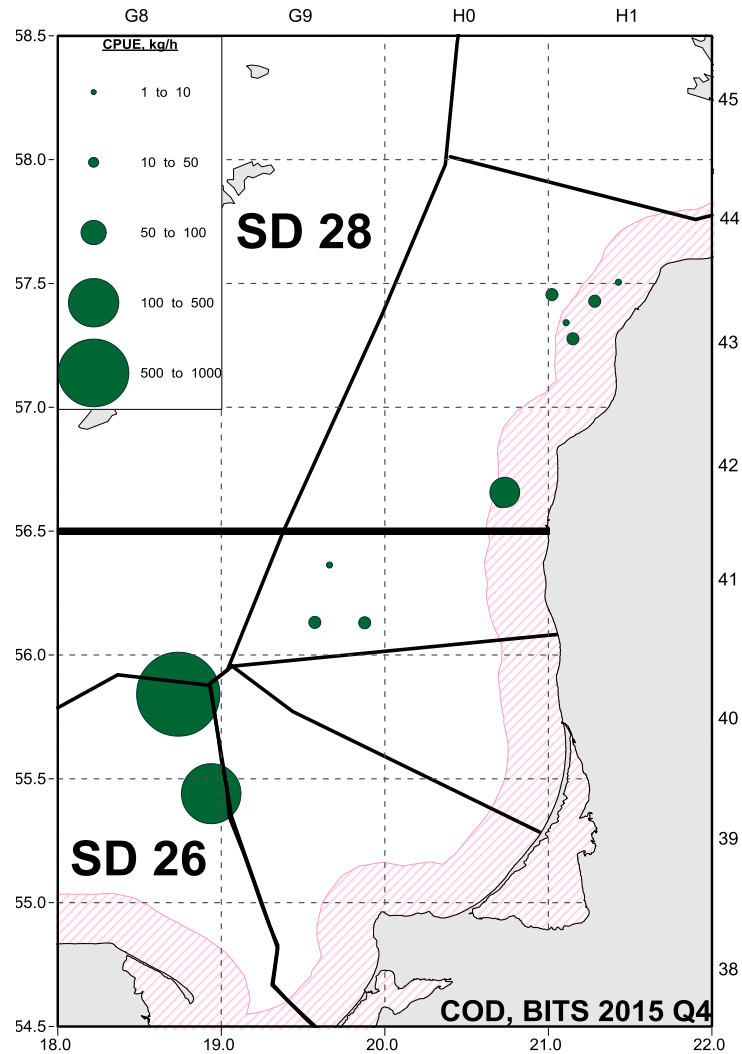 G8 G9 H0 H1
58.5
CPUE, kg/h
1 to 10
45
10 to 50
58.0
50 to 100
44
SD 28
57.5
100 to 500
43
500 to 1000
57.0
42
56.5
41
56.0
40
55.5
39
SD 26
55.0
38
COD, BITS 2015 Q4
54.5
18.0 19.0 20.0 21.0 22.0